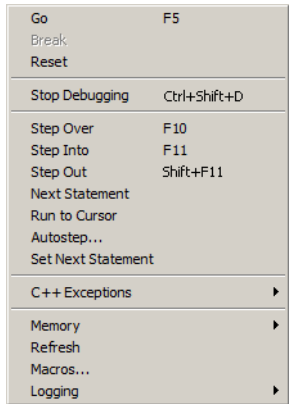 Go F5
Break
Reset
Stop Debugging Ctrl+Shift+D
Step Over F10
Step Into F11
Step Out Shift+F11
Next Statement
Run to Cursor
Autostep...
Set Next Statement
C++ Exceptions
Memory
Refresh
Macros...
Logging